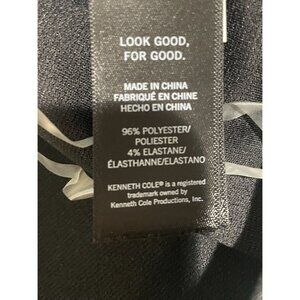 LOOK GOOD,
FOR GOOD.
MADE IN CHINA
FABRIQUÉ EN CHINE
HECHO EN CHINA
96% POLYESTER/
POLIESTER
4% ELASTANE/
ÉLASTHANNE/ELASTANO
KENNETH COLE® is a registered
trademark owned by
Kenneth Cole Productions, Inc.